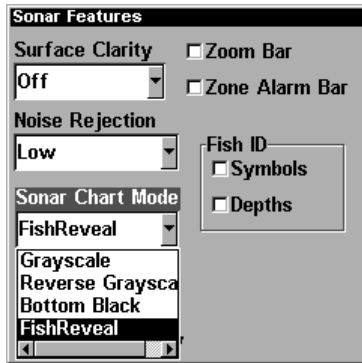 Sonar Features
Surface Clarity
Zoom Bar
Off
Zone Alarm Bar
Noise Rejection
Low
Fish ID
Symbols
Sonar Chart Mode
Depths
FishReveal
Grayscale
Reverse Graysca
Bottom Black
FishReveal